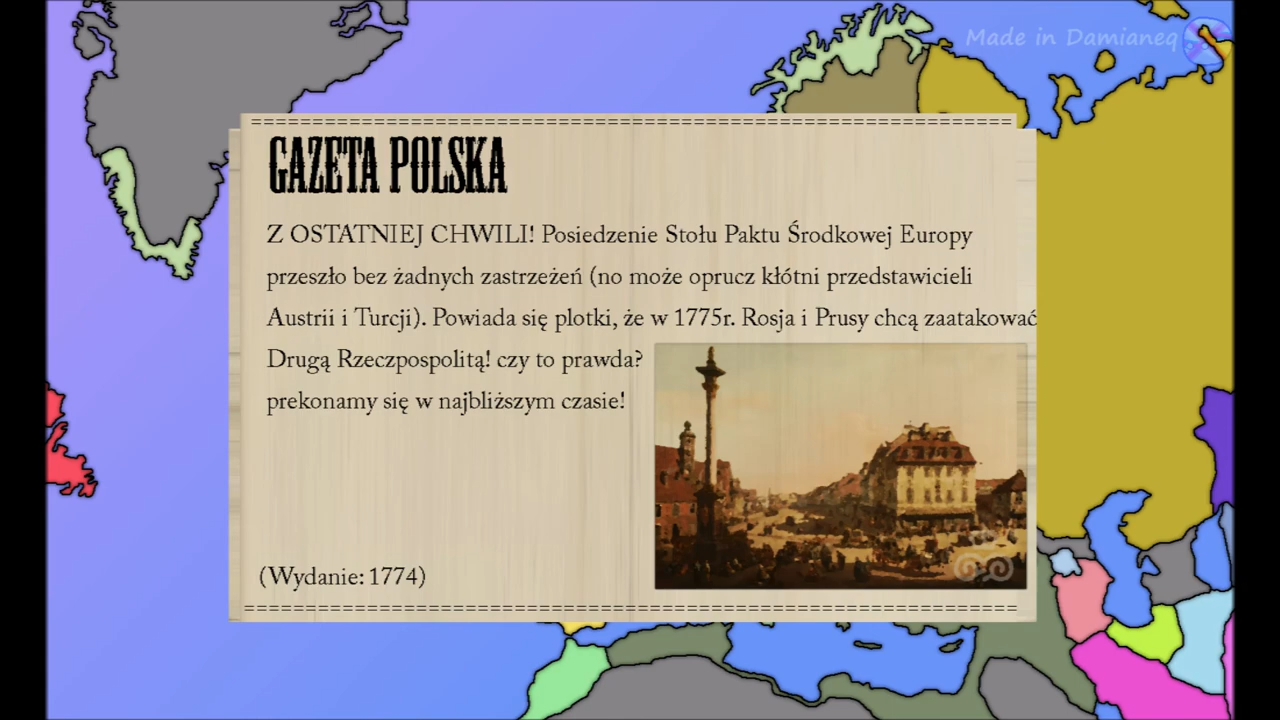 Made in Damianeq
GAZETA POLSKA
Z OSTATNIEJ CHWILI! Posiedzenie Stołu Paktu Środkowej Europy
przeszło bez żadnych zastrzeżeń (no może oprucz kłótni przedstawicieli
Austrii i Turcji). Powiada się plotki, że w 1775r. Rosja i Prusy chcą zaatakować
Drugą Rzeczpospolitą! czy to prawda?
prekonamy się w najbliższym czasie!
(Wydanie: 1774)